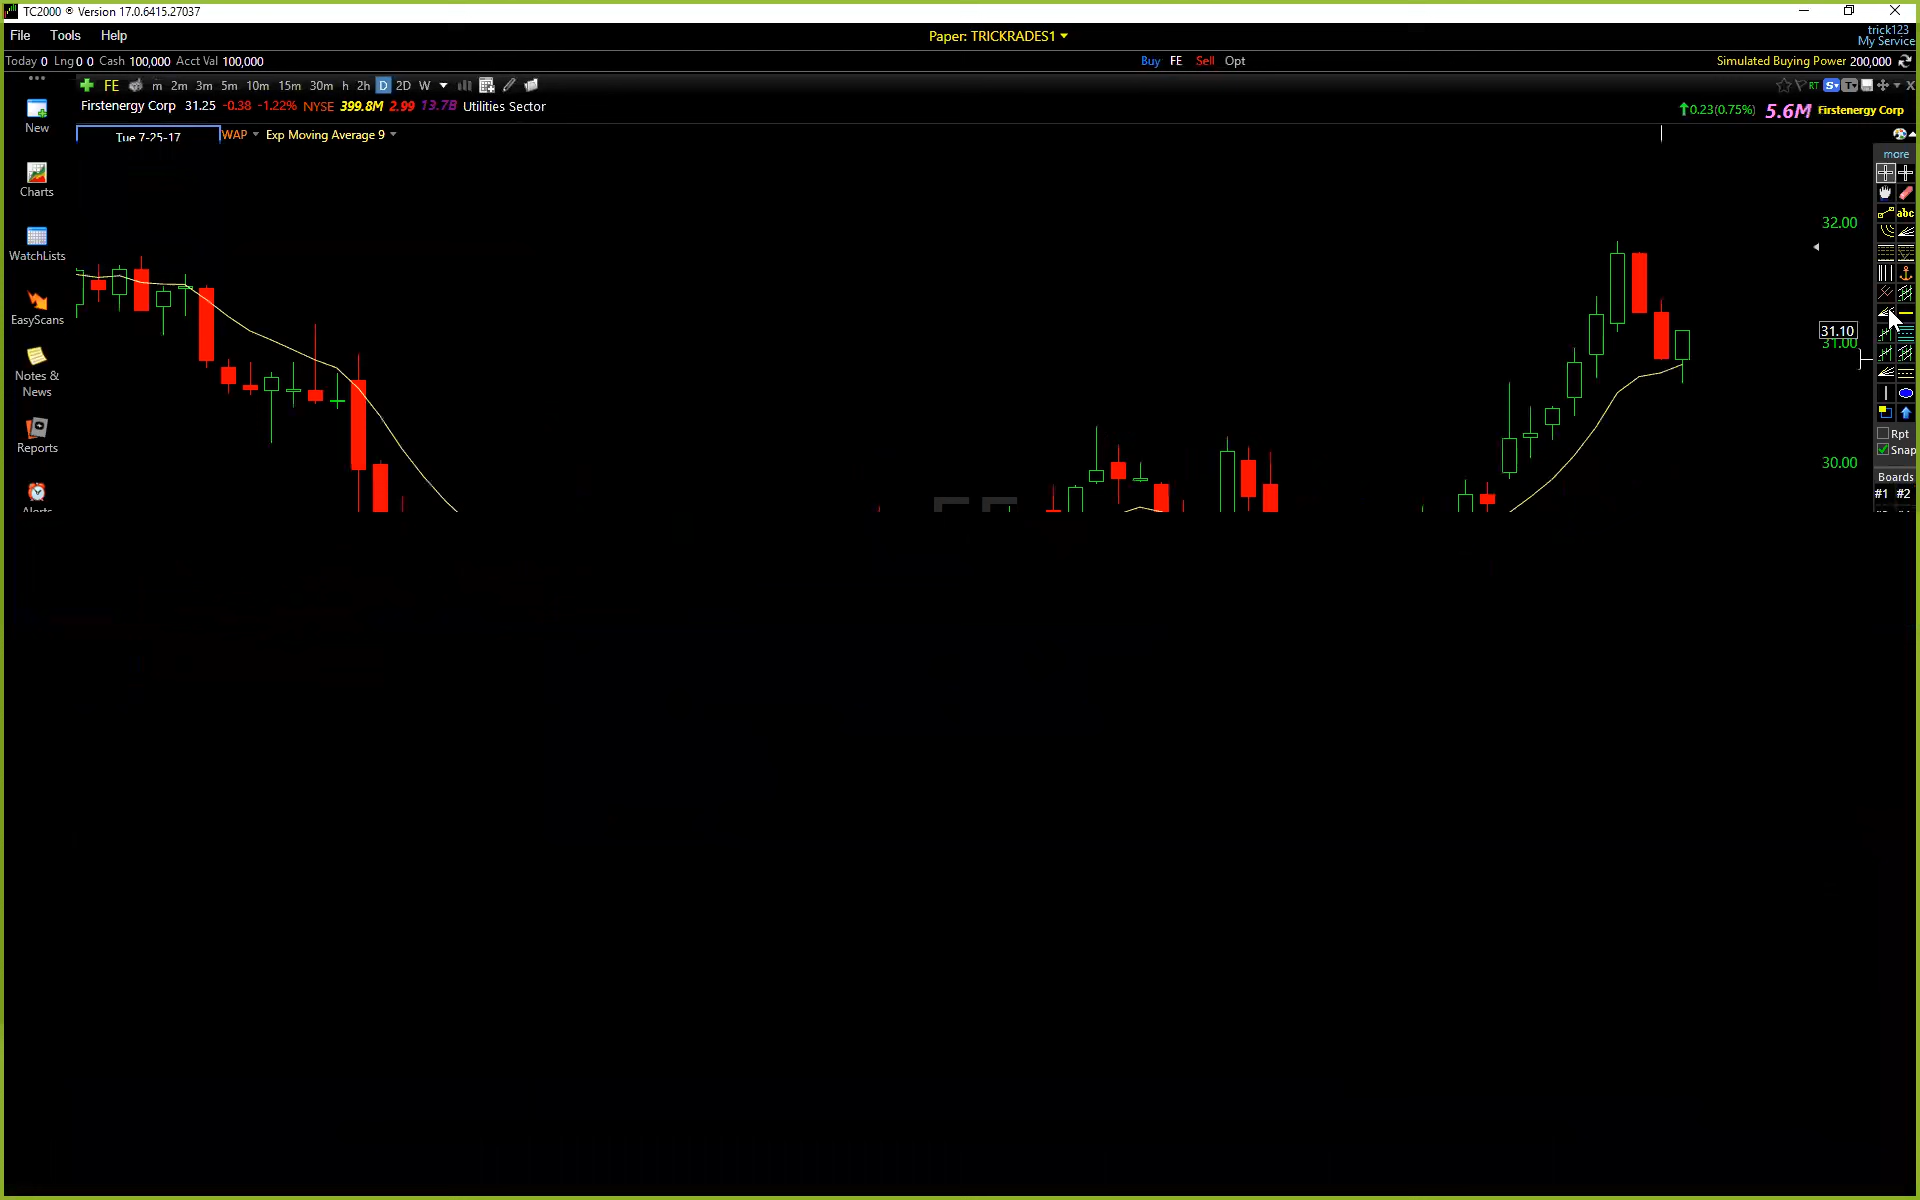 TC2000 ® Version 17.0.6415.27037
File Tools Help
Paper: TRICKRADES1
trick123
My Service
Today 0 Lng 0 0 Cash 100,000 Acct Val 100,000
Buy FE Sell Opt
Simulated Buying Power 200,000
FE m 2m 3m 5m 10m 15m 30m h 2h D 2D W
RT
Firstenergy Corp 31.25 -0.38 -1.22% NYSE 399.8M 2.99 13.7B Utilities Sector
0.23(0.75%) 5.6M Firstenergy Corp
Tue 7-25-17
WAP Exp Moving Average 9
New
Charts
WatchLists
EasyScans
Notes & News
Reports
Alerts
more
abc
32.00
31.10
31.00
30.00
Rpt
Snap
Boards
#1 #2